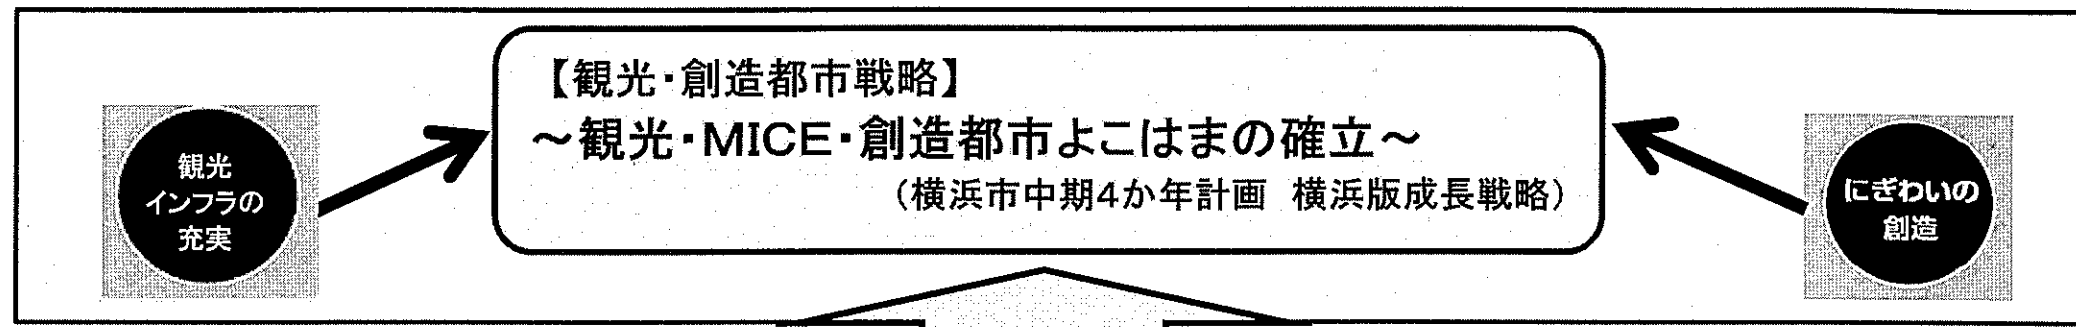 【観光・創造都市戦略】
～観光・MICE・創造都市よこはまの確立～
（横浜市中期4か年計画 横浜版成長戦略）
観光
インフラの
充実
にぎわいの
創造